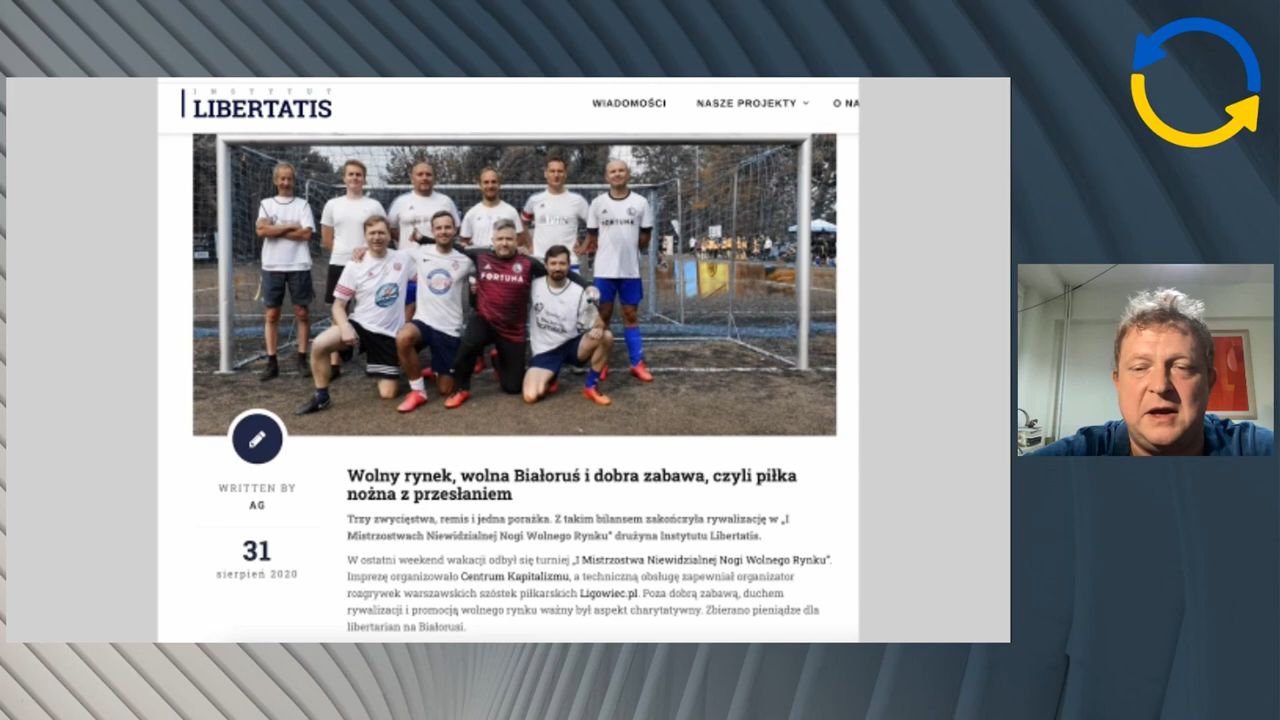 INSTYTUT
LIBERTATIS
WIADOMOŚCI
NASZE PROJEKTY
O NA
FORTUNA
FORTUNA
WRITTEN BY
AG
31
sierpień 2020
Wolny rynek, wolna Białoruś i dobra zabawa, czyli piłka
nożna z przesłaniem
Trzy zwycięstwa, remis i jedna porażka. Z takim bilansem zakończyła rywalizację w „I
Mistrzostwach Niewidzialnej Nogi Wolnego Rynku” drużyna Instytutu Libertatis.
W ostatni weekend wakacji odbył się turniej „I Mistrzostwa Niewidzialnej Nogi Wolnego Rynku”.
Imprezę organizowało Centrum Kapitalizmu, a techniczną obsługę zapewniał organizator
rozgrywek warszawskich szóstek piłkarskich Ligowiec.pl. Poza dobrą zabawą, duchem
rywalizacji i promocją wolnego rynku ważny był aspekt charytatywny. Zbierano pieniądze dla
libertarian na Białorusi.